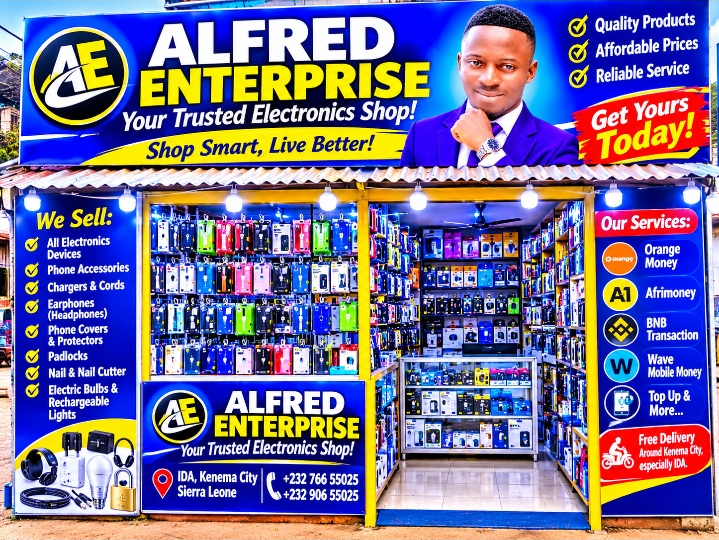 AE
ALFRED
ENTERPRISE
Your Trusted Electronics Shop!
Shop Smart, Live Better!
Quality Products
Affordable Prices
Reliable Service
Get Yours
Today!
We Sell:
All Electronics
Devices
Phone Accessories
Chargers & Cords
Earphones
(Headphones)
Phone Covers
& Protectors
Padlocks
Nail & Nail Cutter
Electric Bulbs &
Rechargeable
Lights
AE
ALFRED
ENTERPRISE
Your Trusted Electronics Shop!
IDA, Kenema City
Sierra Leone
+232 766 55025
+232 906 55025
Our Services:
orange
Orange
Money
A1
Afrimoney
BNB
Transaction
W
Wave
Mobile Money
Top Up &
More...
Free Delivery
Around Kenema City,
especially IDA.